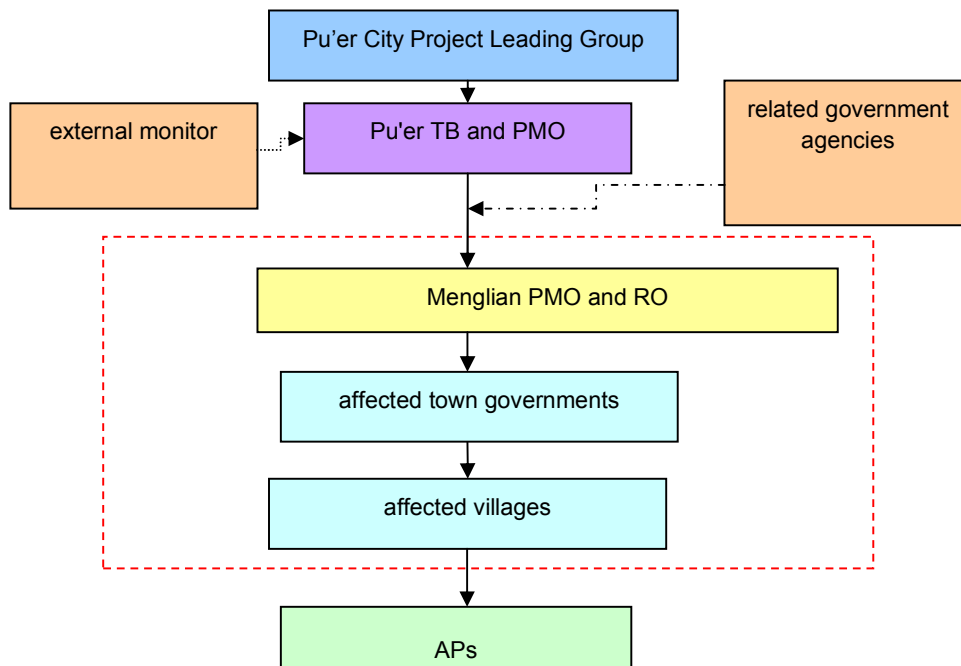 Pu’er City Project Leading Group
external monitor
Pu'er TB and PMO
related government
agencies
Menglian PMO and RO
affected town governments
affected villages
APs